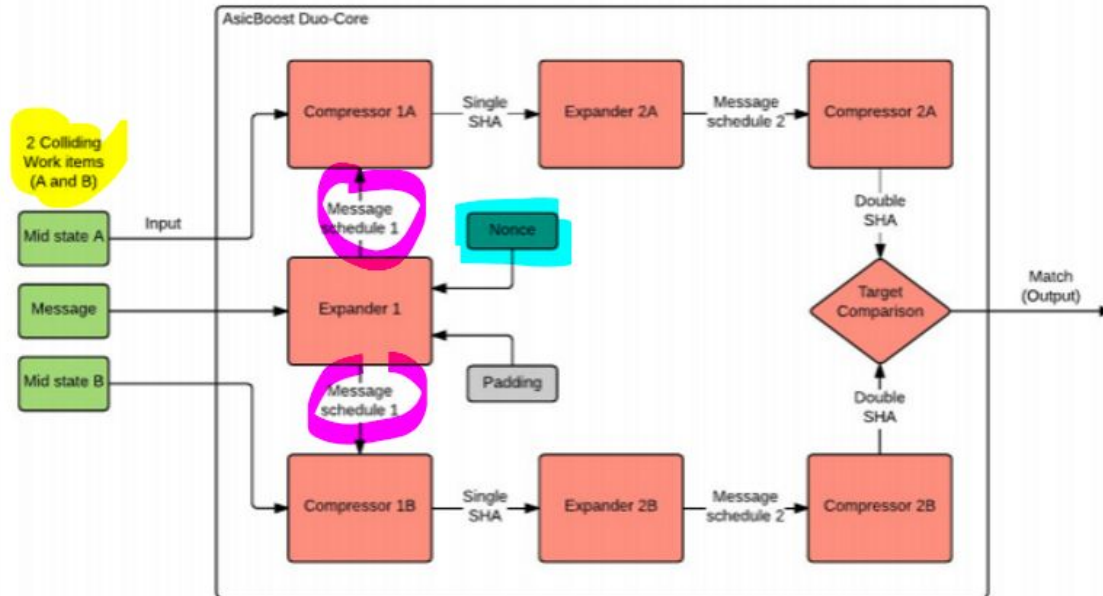 AsicBoost Duo-Core
2 Colliding
Work items
(A and B)
Mid state A
Message
Mid state B
Input
Compressor 1A
Single
SHA
Expander 2A
Message
schedule 2
Compressor 2A
Message
schedule 1
Nonce
Double
SHA
Expander 1
Target
Comparison
Match
(Output)
Padding
Message
schedule 1
Double
SHA
Compressor 1B
Single
SHA
Expander 2B
Message
schedule 2
Compressor 2B